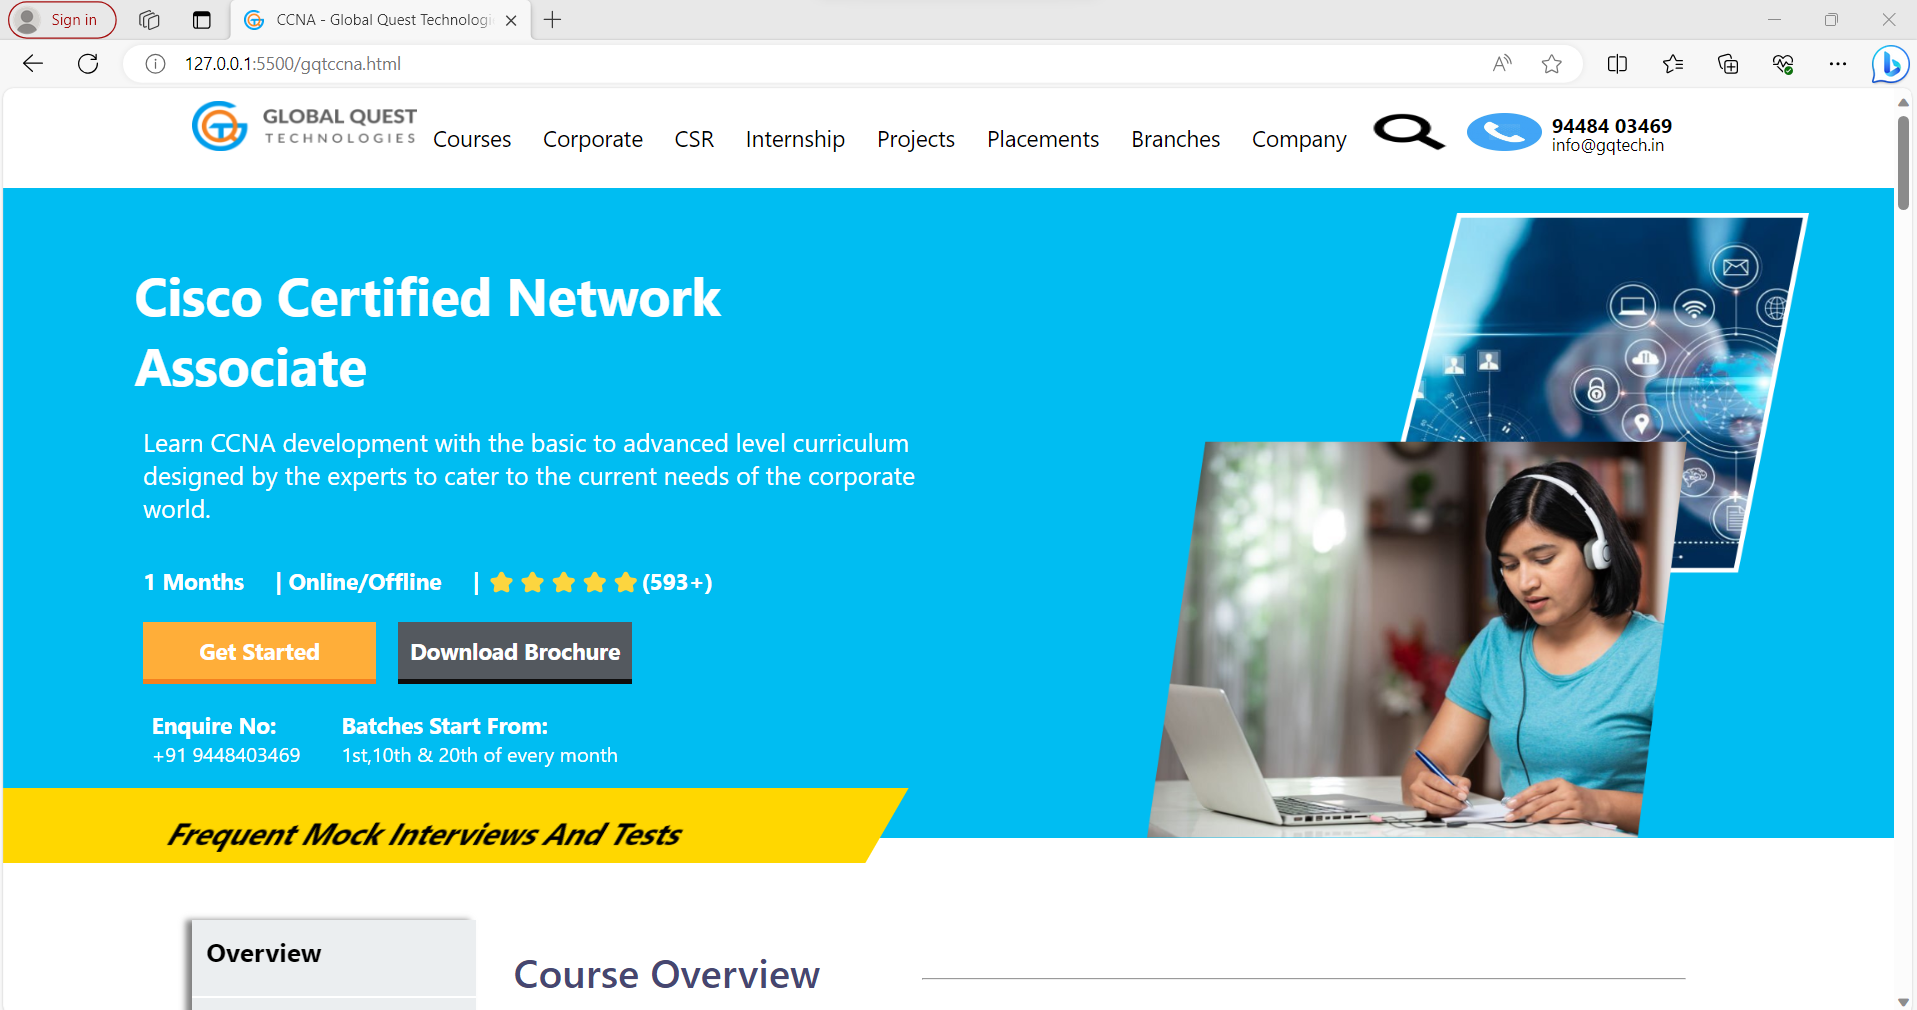 Sign in
CCNA - Global Quest Technologi
127.0.0.1:5500/gqtccna.html
GLOBAL QUEST
TECHNOLOGIES
Courses Corporate CSR Internship Projects Placements Branches Company
94484 03469
info@gqtech.in
Cisco Certified Network
Associate
Learn CCNA development with the basic to advanced level curriculum
designed by the experts to cater to the current needs of the corporate
world.
1 Months | Online/Offline | (593+)
Get Started Download Brochure
Enquire No: Batches Start From:
+91 9448403469 1st,10th & 20th of every month
Frequent Mock Interviews And Tests
Overview
Course Overview